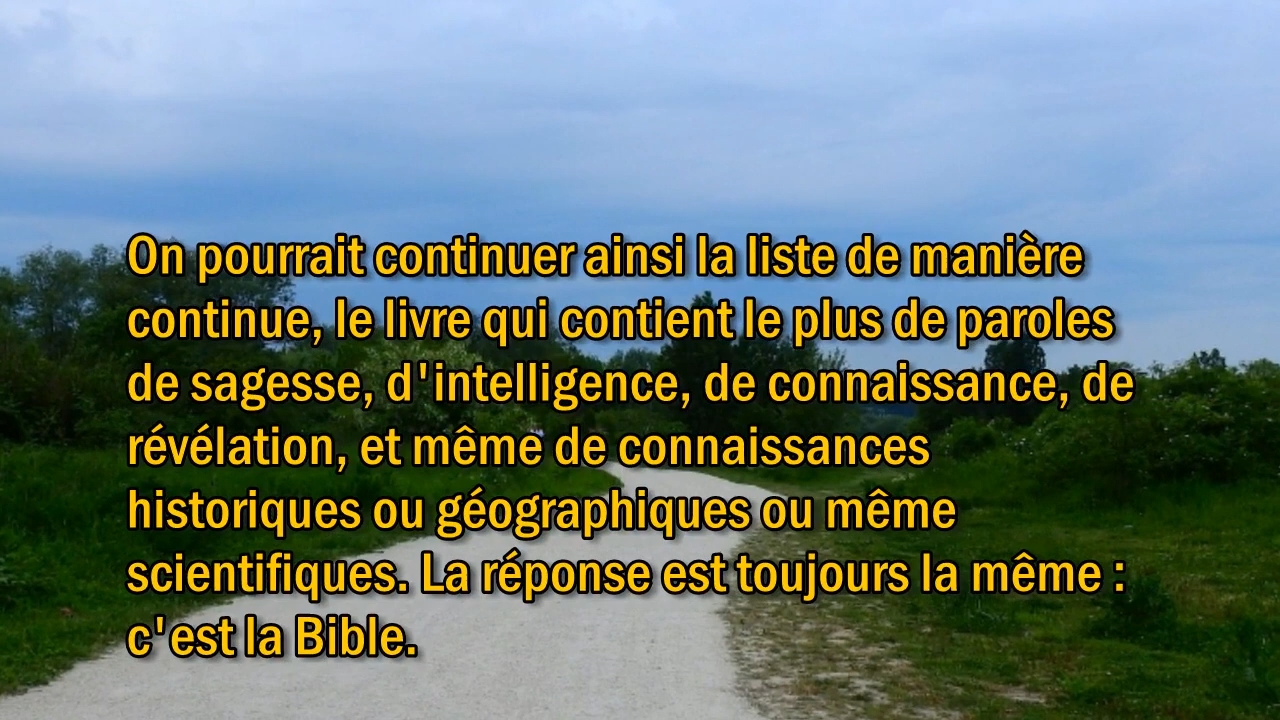 On pourrait continuer ainsi la liste de manière
continue, le livre qui contient le plus de paroles
de sagesse, d'intelligence, de connaissance, de
révélation, et même de connaissances
historiques ou géographiques ou même
scientifiques. La réponse est toujours la même :
c'est la Bible.